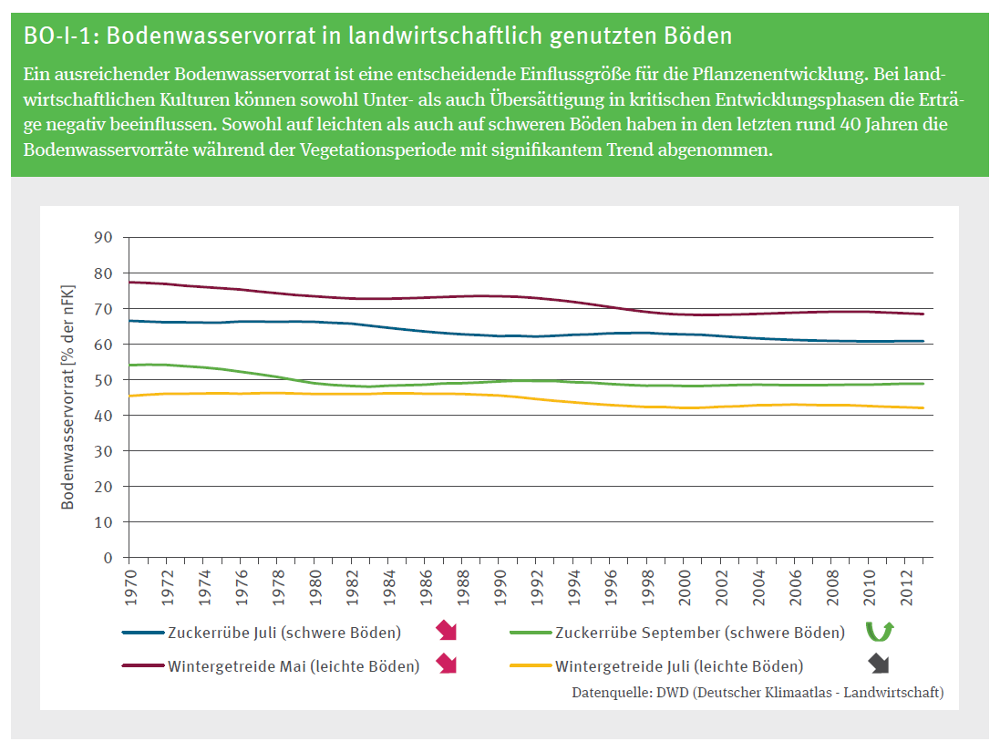 BO-I-1: Bodenwasservorrat in landwirtschaftlich genutzten Böden
Ein ausreichender Bodenwasservorrat ist eine entscheidende Einflussgröße für die Pflanzenentwicklung. Bei land-
wirtschaftlichen Kulturen können sowohl Unter- als auch Übersättigung in kritischen Entwicklungsphasen die Erträ-
ge negativ beeinflussen. Sowohl auf leichten als auch auf schweren Böden haben in den letzten rund 40 Jahren die
Bodenwasservorräte während der Vegetationsperiode mit signifikantem Trend abgenommen.
Bodenwasservorrat [% der nFK]
90
80
70
60
50
40
30
20
10
0
1970
1972
1974
1976
1978
1980
1982
1984
1986
1988
1990
1992
1994
1996
1998
2000
2002
2004
2006
2008
2010
2012
Zuckerrübe Juli (schwere Böden)
Zuckerrübe September (schwere Böden)
Wintergetreide Mai (leichte Böden)
Wintergetreide Juli (leichte Böden)
Datenquelle: DWD (Deutscher Klimaatlas - Landwirtschaft)